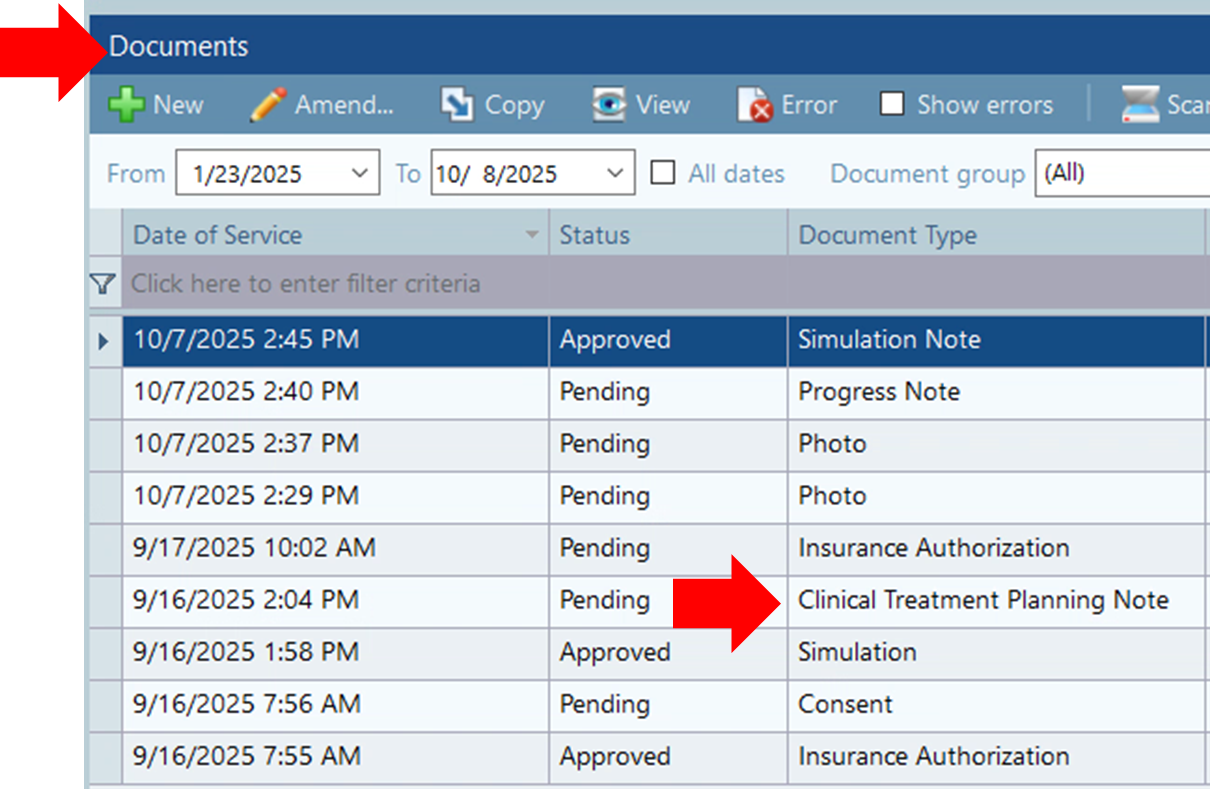 Documents
New Amend... Copy View Error Show errors
From 1/23/2025 To 10/ 8/2025 All dates Document group (All)
Date of Service Status Document Type
Click here to enter filter criteria
10/7/2025 2:45 PM Approved Simulation Note
10/7/2025 2:40 PM Pending Progress Note
10/7/2025 2:37 PM Pending Photo
10/7/2025 2:29 PM Pending Photo
9/17/2025 10:02 AM Pending Insurance Authorization
9/16/2025 2:04 PM Pending Clinical Treatment Planning Note
9/16/2025 1:58 PM Approved Simulation
9/16/2025 7:56 AM Pending Consent
9/16/2025 7:55 AM Approved Insurance Authorization